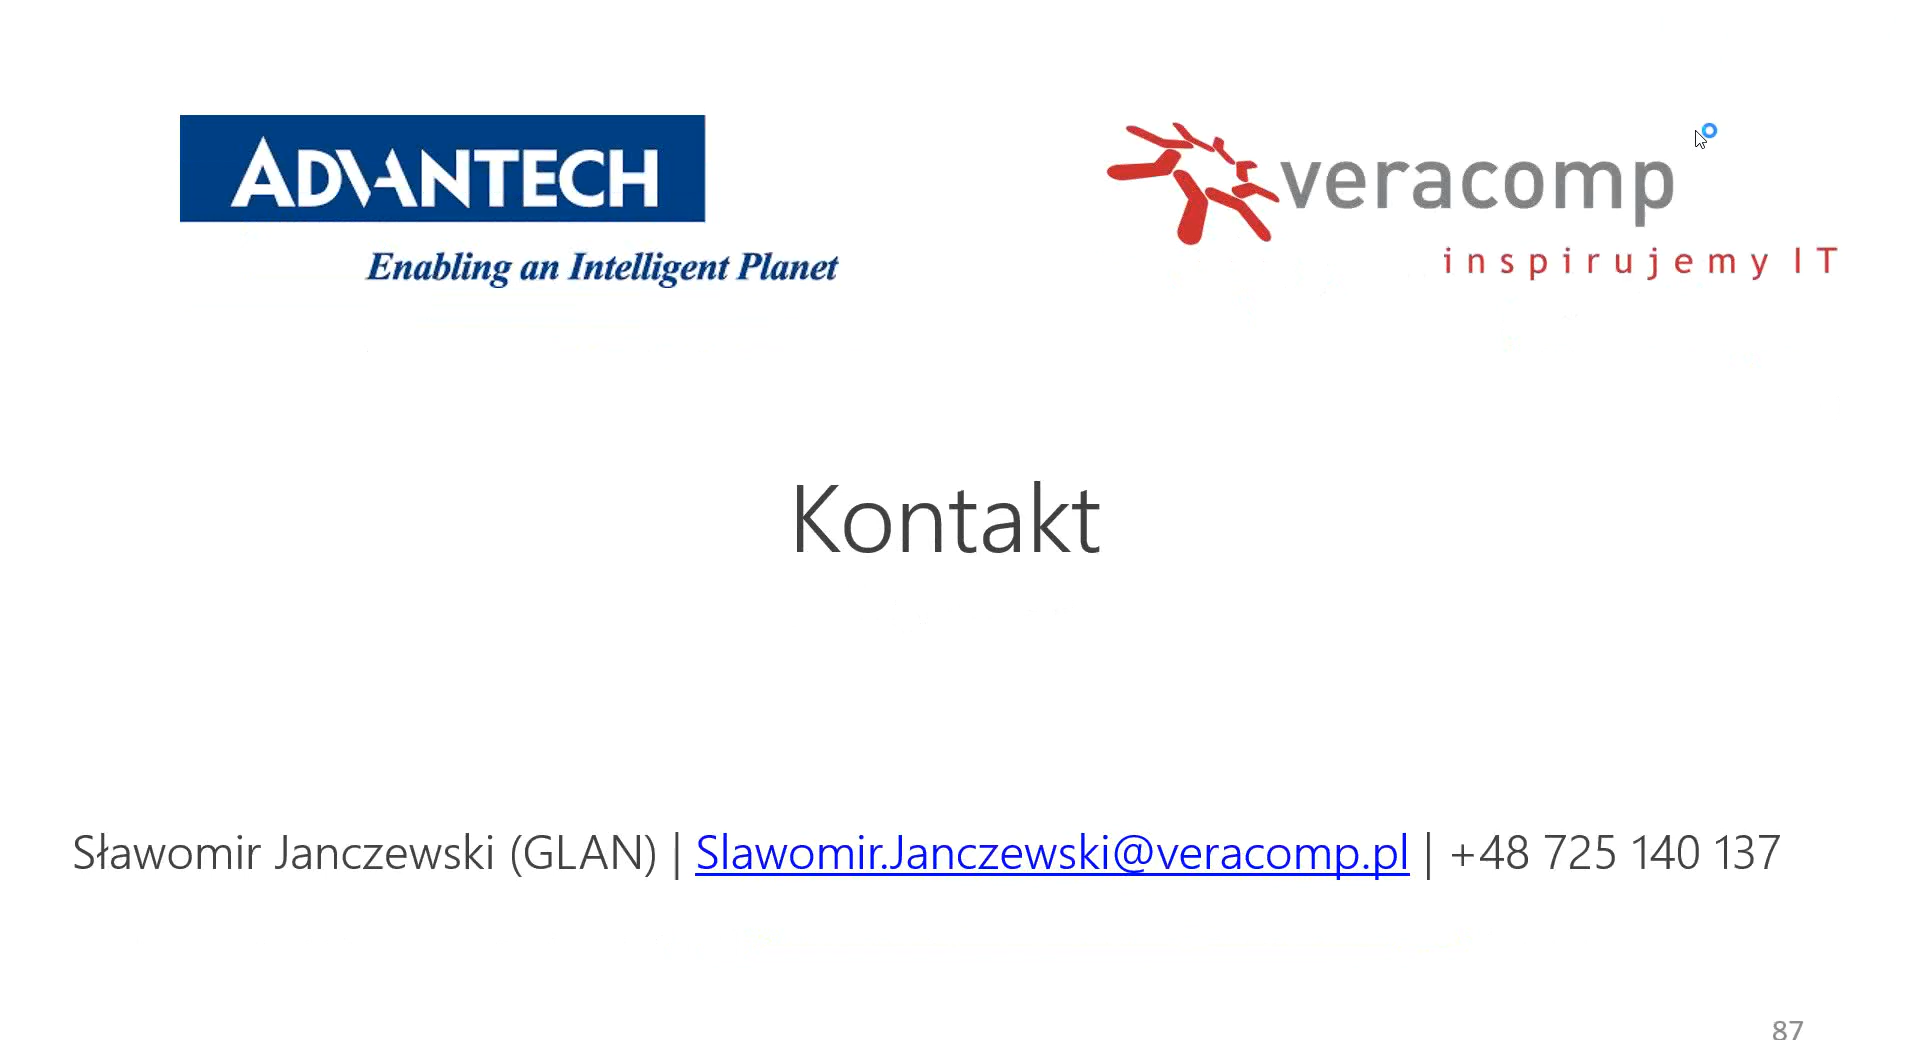 ADVANTECH
Enabling an Intelligent Planet
veracomp
inspirujemy IT
Kontakt
Sławomir Janczewski (GLAN) | Slawomir.Janczewski@veracomp.pl | +48 725 140 137
87